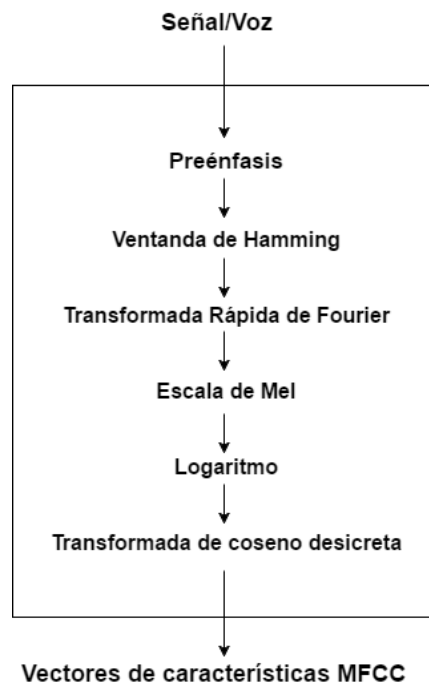 Señal/Voz
Preénfasis
Ventanda de Hamming
Transformada Rápida de Fourier
Escala de Mel
Logaritmo
Transformada de coseno desicreta
Vectores de característificas MFCC